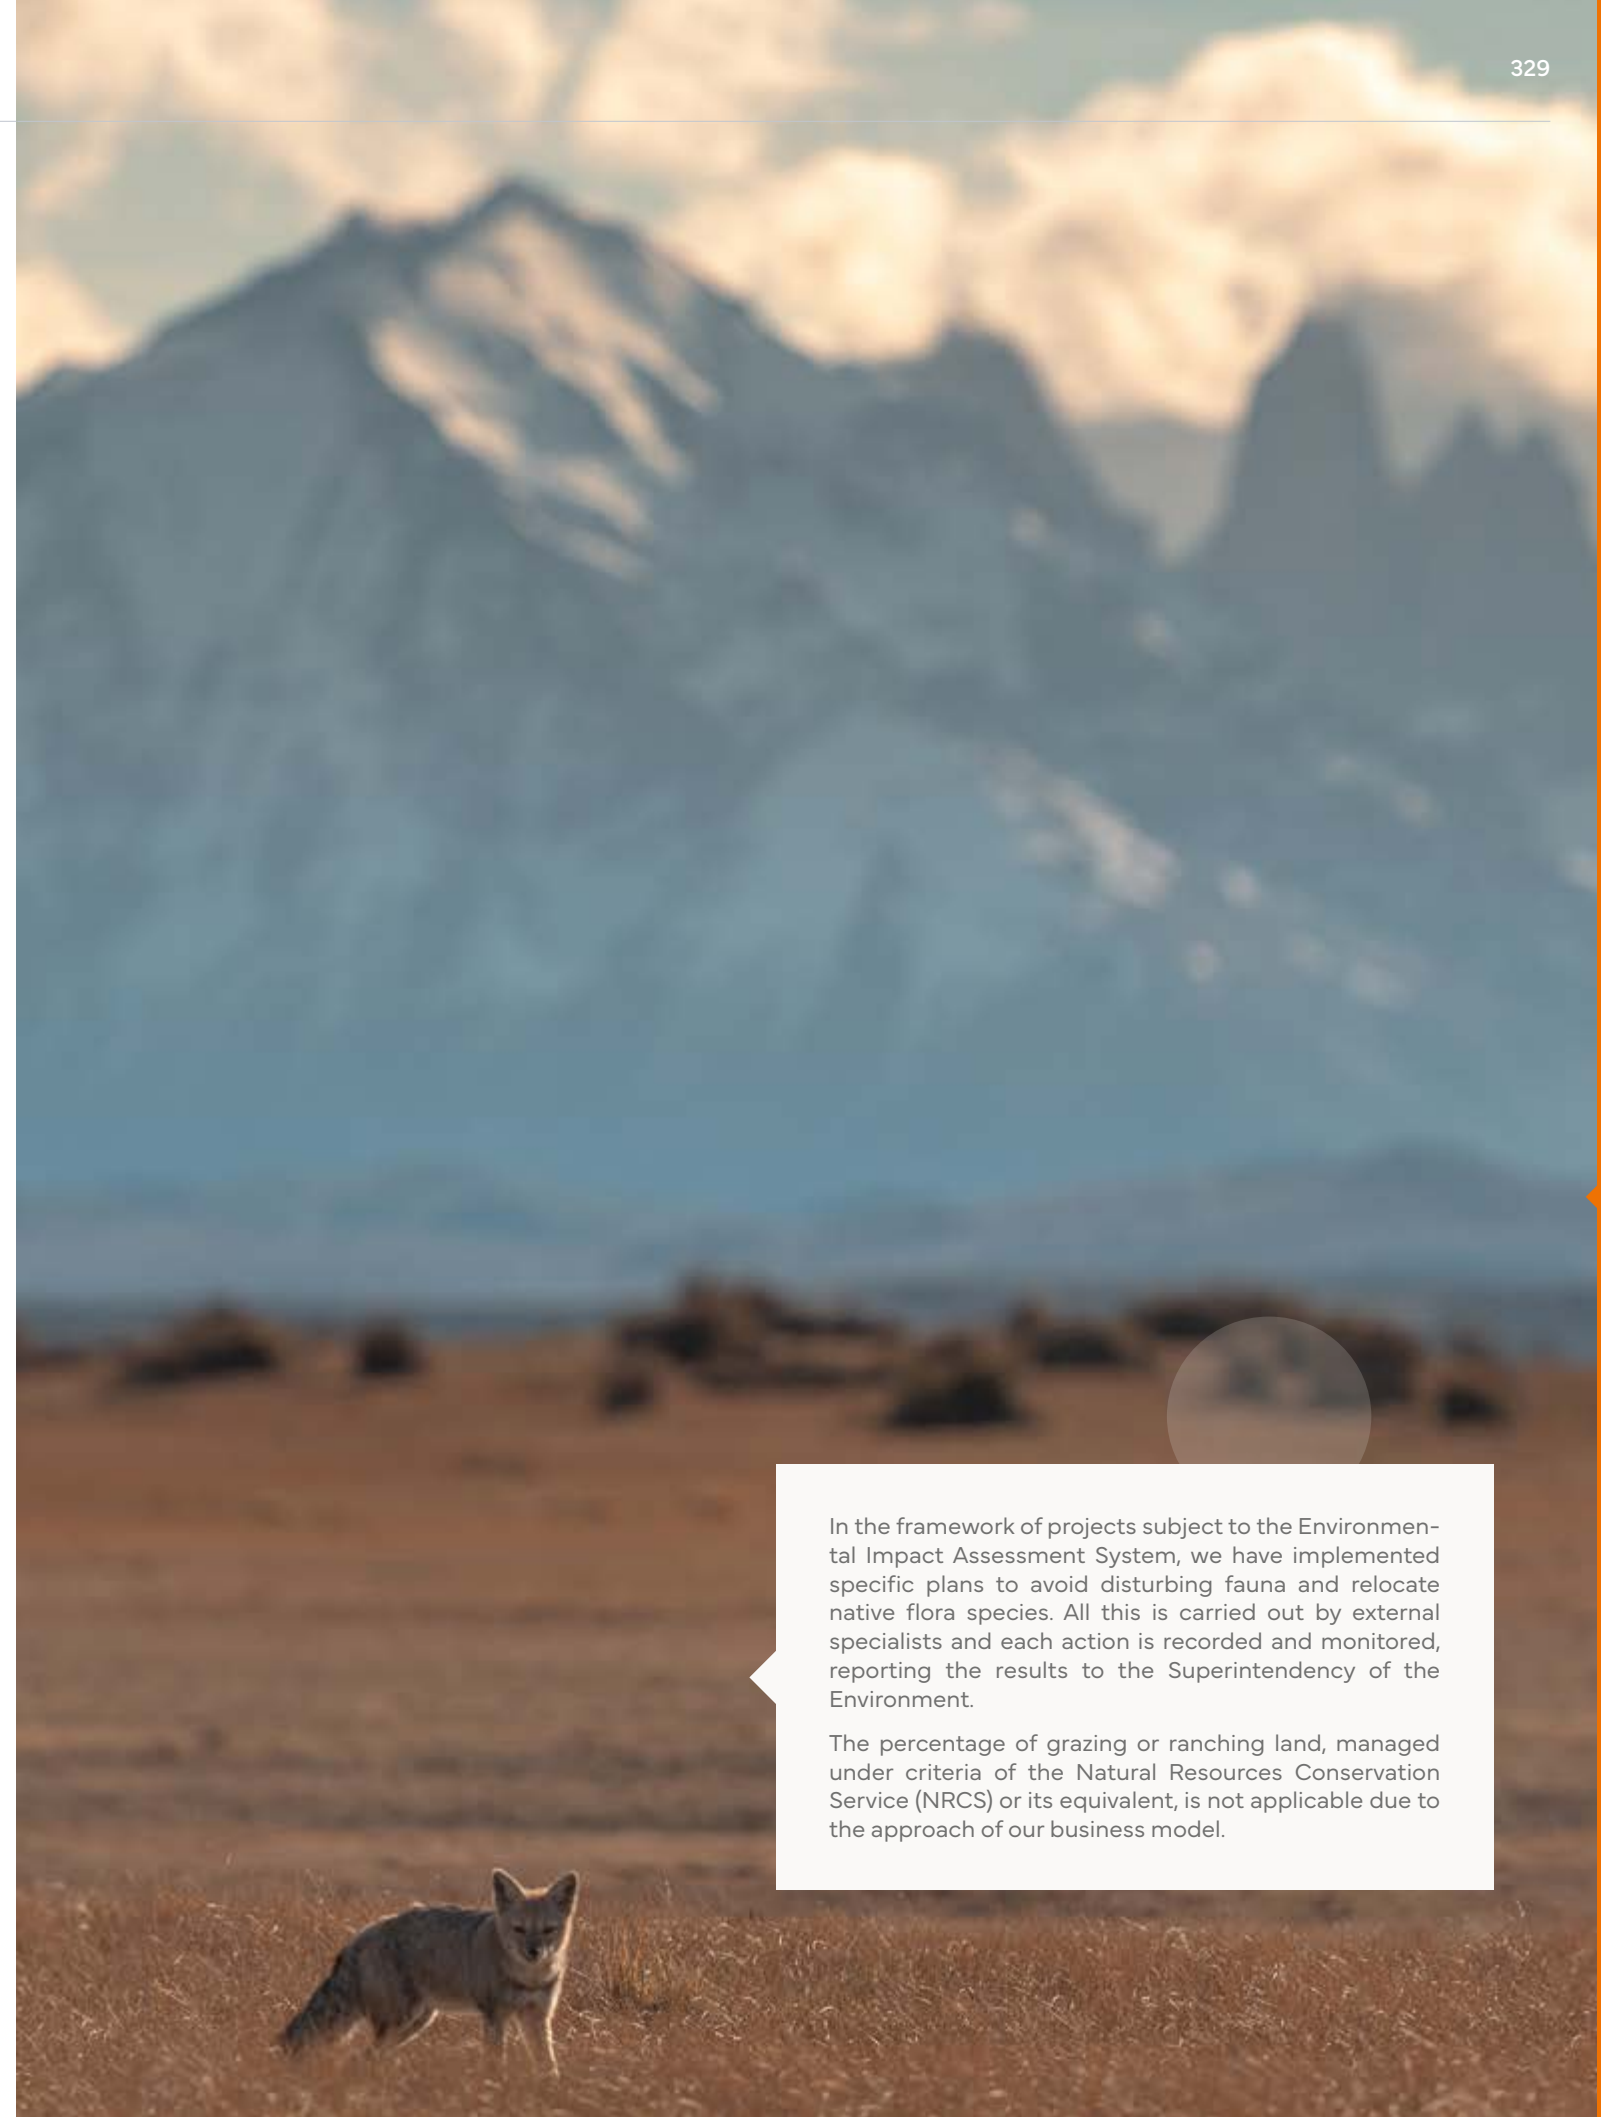 329
In the framework of projects subject to the Environmen-
tal Impact Assessment System, we have implemented
specific plans to avoid disturbing fauna and relocate
native flora species. All this is carried out by external
specialists and each action is recorded and monitored,
reporting the results to the Superintendency of the
Environment.
The percentage of grazing or ranching land, managed
under criteria of the Natural Resources Conservation
Service (NRCS) or its equivalent, is not applicable due to
the approach of our business model.